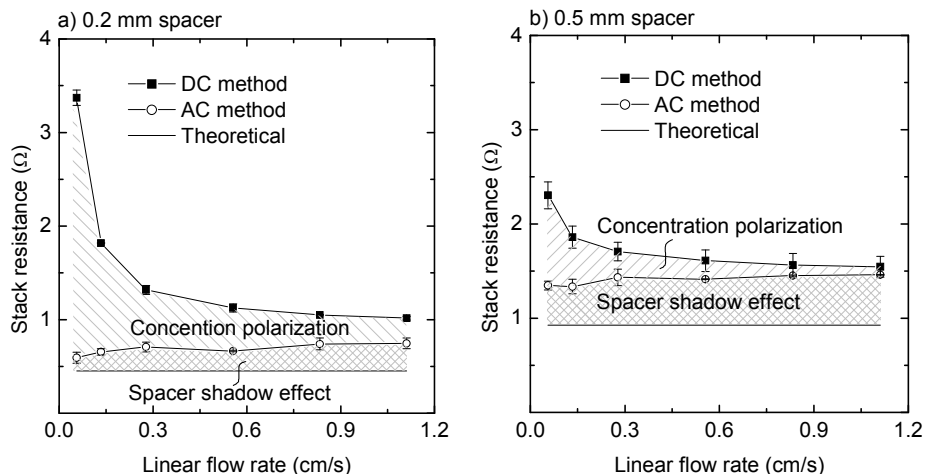 a) 0.2 mm spacer
4
3
2
1
0.0
0.3
0.6
0.9
1.2
Stack resistance (Ω)
Linear flow rate (cm/s)
DC method
AC method
Theoretical
Concention polarization
Spacer shadow effect
b) 0.5 mm spacer
4
3
2
1
0.0
0.3
0.6
0.9
1.2
Stack resistance (Ω)
Linear flow rate (cm/s)
DC method
AC method
Theoretical
Concentration polarization
Spacer shadow effect